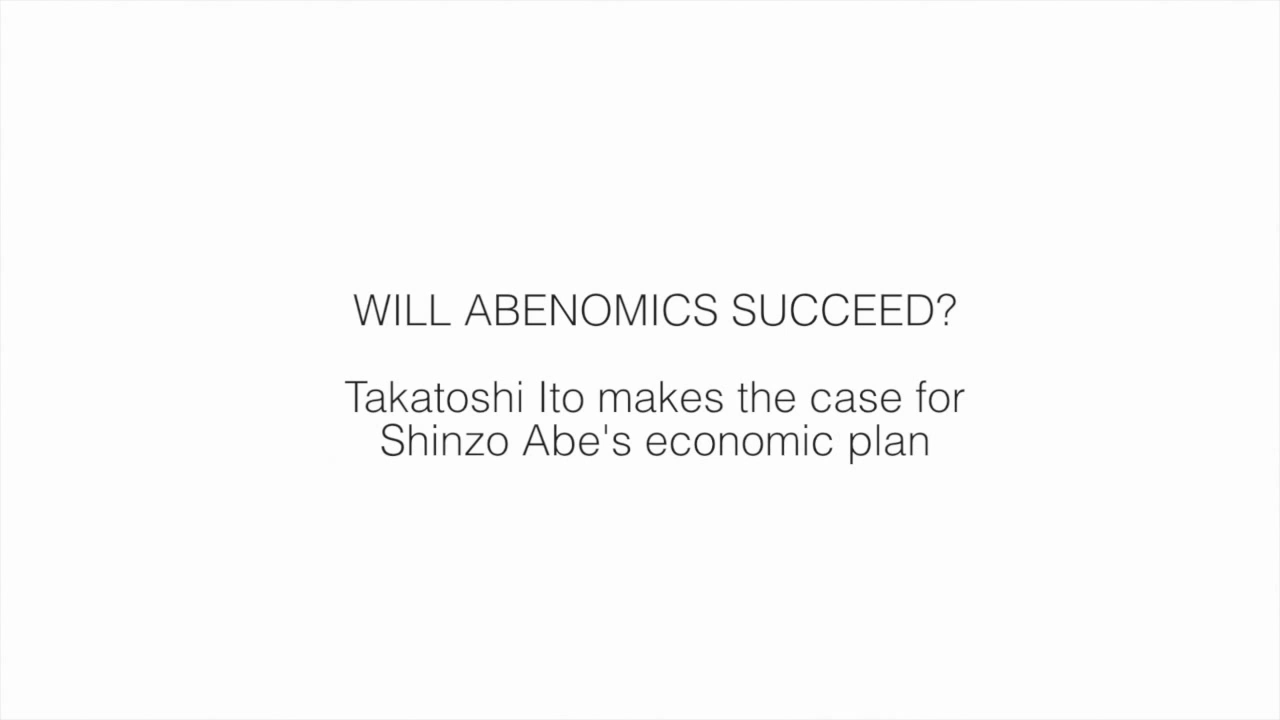 WILL ABENOMICS SUCCEED?
Takatoshi Ito makes the case for
Shinzo Abe's economic plan